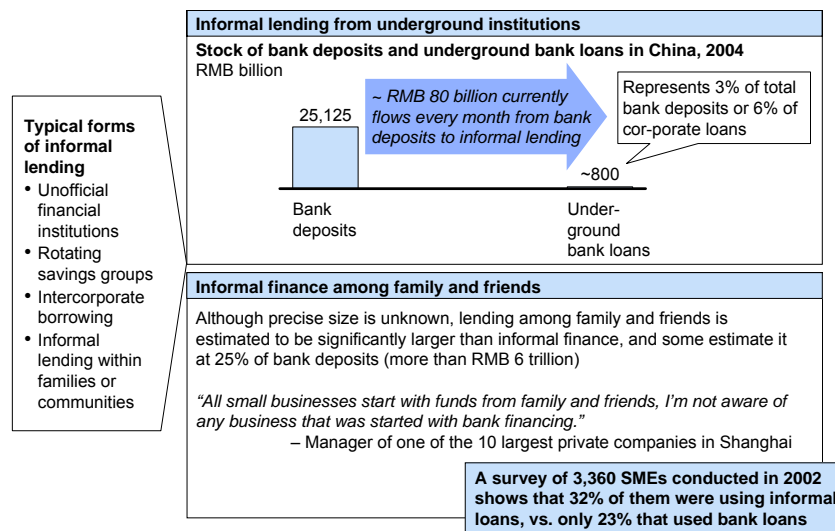 Informal lending from underground institutions
Stock of bank deposits and underground bank loans in China, 2004
RMB billion
25,125
~ RMB 80 billion currently
flows every month from bank
deposits to informal lending
Represents 3% of total
bank deposits or 6% of
cor-porate loans
~800
Bank
deposits
Under-
ground
bank loans
Typical forms
of informal
lending
• Unofficial
financial
institutions
• Rotating
savings groups
• Intercorporate
borrowing
• Informal
lending within
families or
communities
Informal finance among family and friends
Although precise size is unknown, lending among family and friends is
estimated to be significantly larger than informal finance, and some estimate it
at 25% of bank deposits (more than RMB 6 trillion)
“All small businesses start with funds from family and friends, I’m not aware of
any business that was started with bank financing.”
– Manager of one of the 10 largest private companies in Shanghai
A survey of 3,360 SMEs conducted in 2002
shows that 32% of them were using informal
loans, vs. only 23% that used bank loans